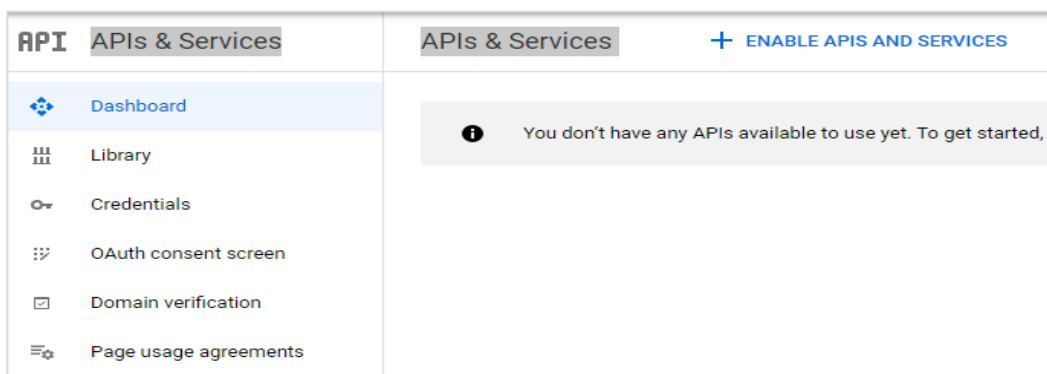 API APIs & Services
APIs & Services
+ ENABLE APIS AND SERVICES
Dashboard
Library
Credentials
OAuth consent screen
Domain verification
Page usage agreements
You don't have any APIs available to use yet. To get started,